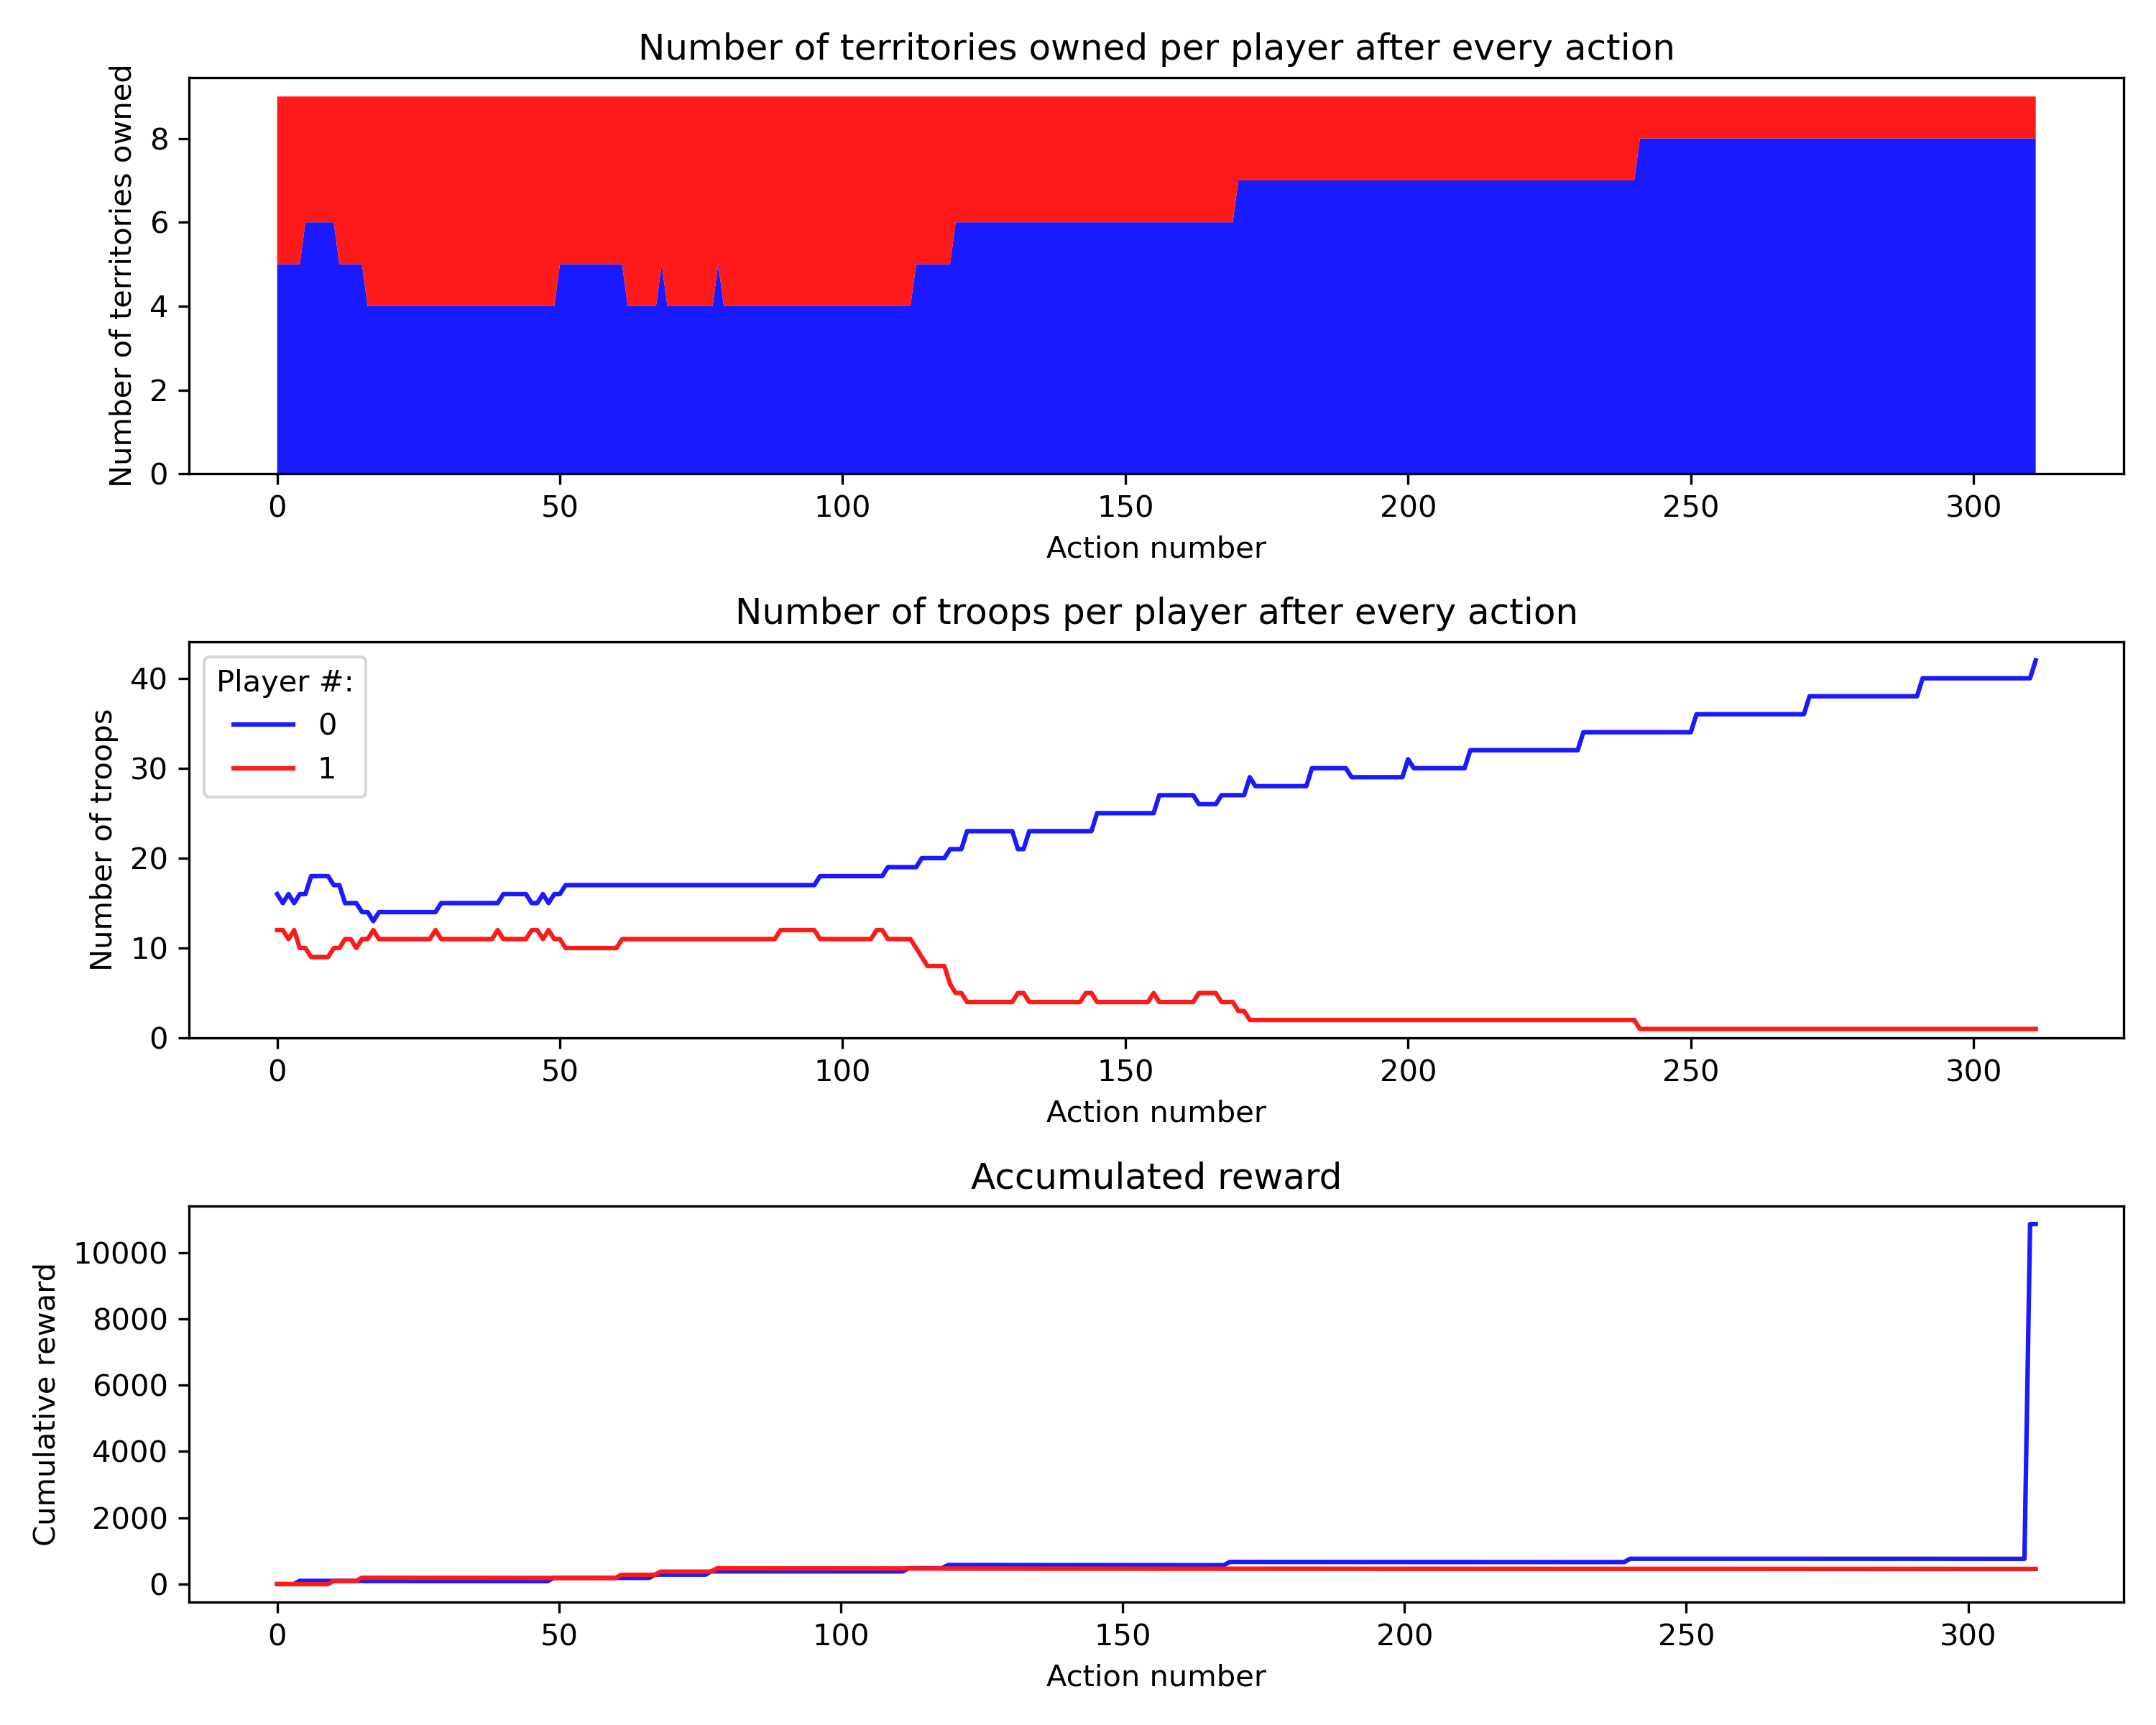 Number of territories owned per player after every action
Number of territories owned
8
6
4
2
0
0 50 100 150 200 250 300
Action number
Number of troops per player after every action
Number of troops
Player #:
0
1
40
30
20
10
0
0 50 100 150 200 250 300
Action number
Accumulated reward
Cumulative reward
10000
8000
6000
4000
2000
0
0 50 100 150 200 250 300
Action number